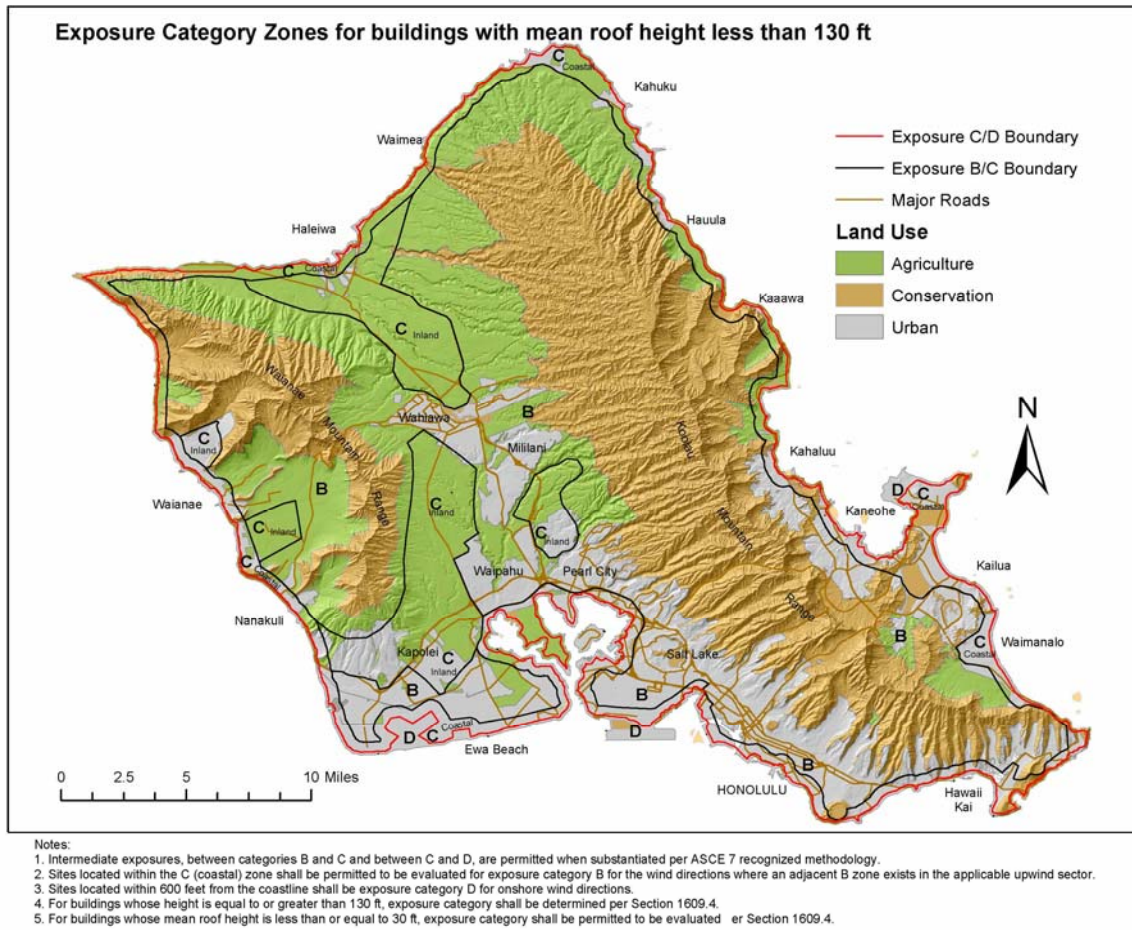 Exposure Category Zones for buildings with mean roof height less than 130 ft
C
Coastal
Kahuku
Waimea
Exposure C/D Boundary
Exposure B/C Boundary
Major Roads
Land Use
Agriculture
Conservation
Urban
Hauula
Haleiwa
C Coastal
Kaaawa
C Inland
Waianae
Mountain
Range
Wahiawa
B
Mililani
Koolau
Mountain
Range
N
C
Inland
Kahaluu
D
C
Coastal
Kaneohe
Waianae
B
C Inland
C
Inland
C
Inland
Waipahu
Pearl City
Kailua
C
Coastal
Nanakuli
B
Waimanalo
C
Coastal
Kapolei
C
Inland
Salt Lake
B
B
D
C
Coastal
D
Ewa Beach
B
HONOLULU
Hawaii
Kai
0 2.5 5 10 Miles
Notes:
1. Intermediate exposures, between categories B and C and between C and D, are permitted when substantiated per ASCE 7 recognized methodology.
2. Sites located within the C (coastal) zone shall be permitted to be evaluated for exposure category B for the wind directions where an adjacent B zone exists in the applicable upwind sector.
3. Sites located within 600 feet from the coastline shall be exposure category D for onshore wind directions.
4. For buildings whose height is equal to or greater than 130 ft, exposure category shall be determined per Section 1609.4.
5. For buildings whose mean roof height is less than or equal to 30 ft, exposure category shall be permitted to be evaluated er Section 1609.4.